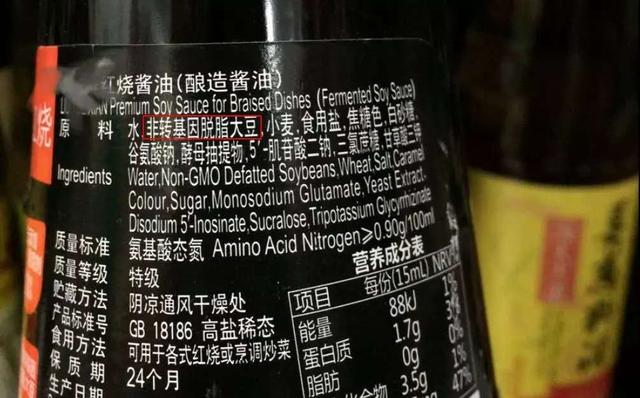 红烧酱油(酿造酱油)
Premium Soy Sauce for Braised Dishes (Fermented Soy Sauce)
原 料 水,非转基因脱脂大豆,小麦,食用盐,焦糖色,白砂糖,
谷氨酸钠,酵母抽提物,5′-肌苷酸二钠,三氯蔗糖,甘草酸三钾
Ingredients Water,Non-GMO Defatted Soybeans,Wheat,Salt,Caramel
Colour,Sugar,Monosodium Glutamate,Yeast Extract,
Disodium 5′-Inosinate,Sucralose,Tripotassium Glycyrrhizinate
质量标准 氨基酸态氮 Amino Acid Nitrogen≥0.90g/100ml
质量等级 特级
贮藏方法 阴凉通风干燥处
产品标准号 GB 18186 高盐稀态
食用方法 可用于各式红烧或烹调炒菜
保 质 期 24个月
生产日期
营养成分表
项目 每份(15mL) NRV%
能量 88kJ 1%
蛋白质 1.7g 3%
脂肪 0g 0%
化合物 3.5g 1%
47%
烧